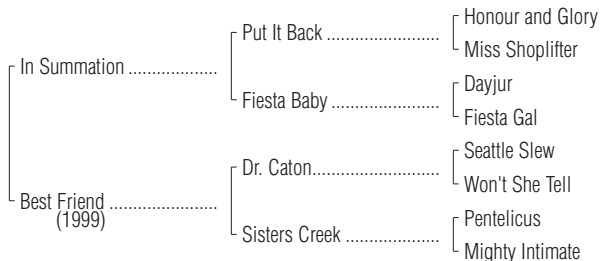 Honour and Glory
Put It Back ........................
Miss Shoplifter
In Summation ...................
Dayjur
Fiesta Baby .......................
Fiesta Gal
Seattle Slew
Dr. Caton...........................
Won't She Tell
Best Friend .......................
(1999)
Pentelicus
Sisters Creek ....................
Mighty Intimate